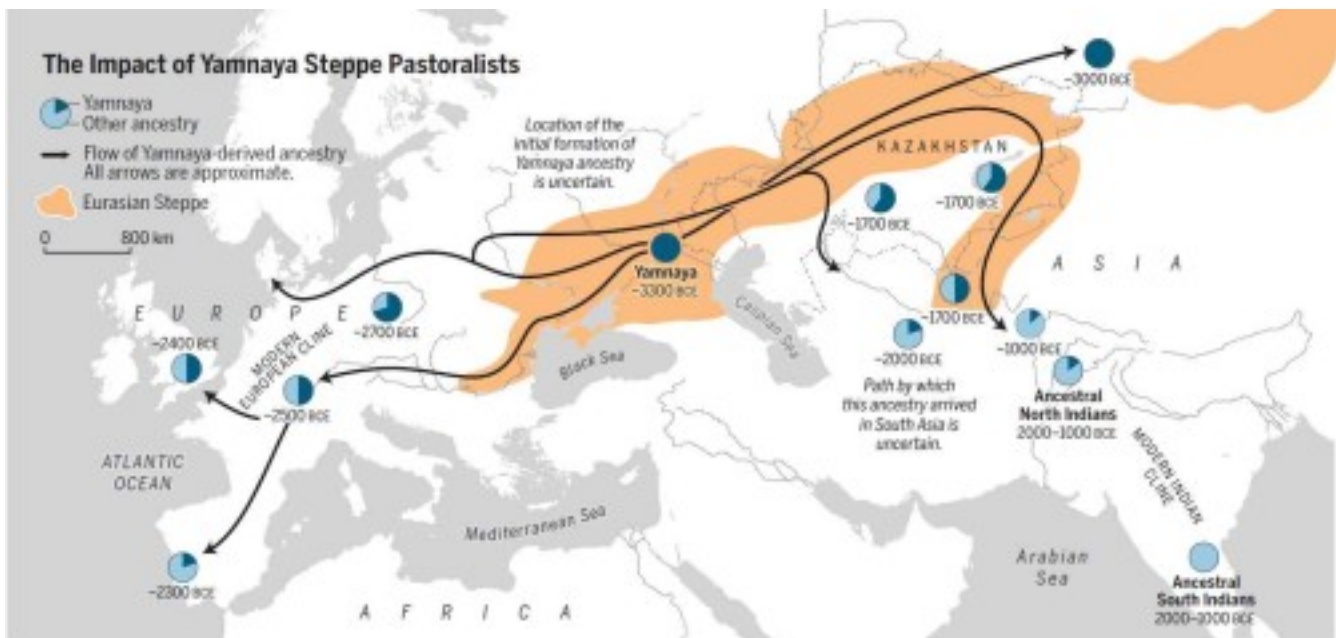 The Impact of Yamnaya Steppe Pastoralists
Yamnaya
Other ancestry
Flow of Yamnaya-derived ancestry
All arrows are approximate.
Eurasian Steppe
0 800 km
Location of the
initial formation of
Yamnaya ancestry
is uncertain.
~3000 BCE
KAZAKHSTAN
~1700 BCE
~1700 BCE
Yamnaya
~3300 BCE
ASIA
EUROPE
~2700 BCE
Caspian Sea
~1700 BCE
~2400 BCE
MODERN
EUROPEAN CLINE
Black Sea
~2000 BCE
~1000 BCE
~2500 BCE
Path by which
this ancestry arrived
in South Asia is
uncertain.
Ancestral
North Indians
2000–1000 BCE
MODERN INDIAN
CLINE
ATLANTIC
OCEAN
Mediterranean Sea
Arabian
Sea
~2300 BCE
AFRICA
Ancestral
South Indians
2000–1000 BCE